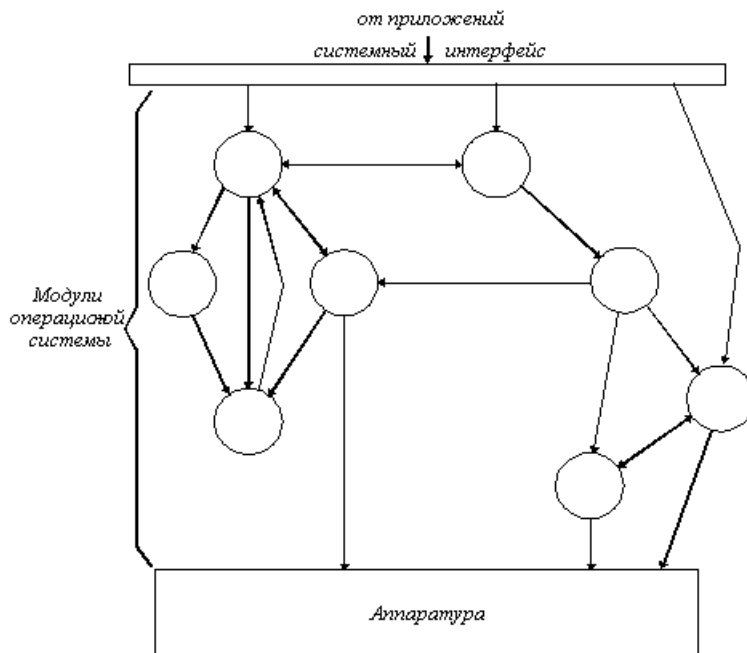 от приложений
системный интерфейс
Модули
операционой
системы
Аппаратура